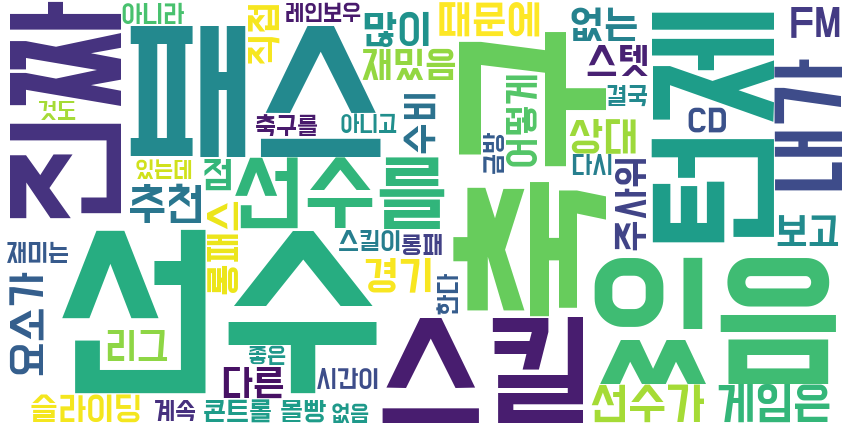 아니라
레인보우
직접
많이
때문에
없는
FM
진짜
패스
재밌음
축구
스텟
내가
것도
축구를
아니고
수비
어떻게
상대
결국
CD
금방
다시
있는데
점
추천
선수를
주사위
보고
재미는
롱패스
스킬이
롱패
선수
경기
한다
있음
요소가
리그
좋은
다른
시간이
스킬
슬라이딩
계속
콘트롤
몰빵
없음
선수가
게임은